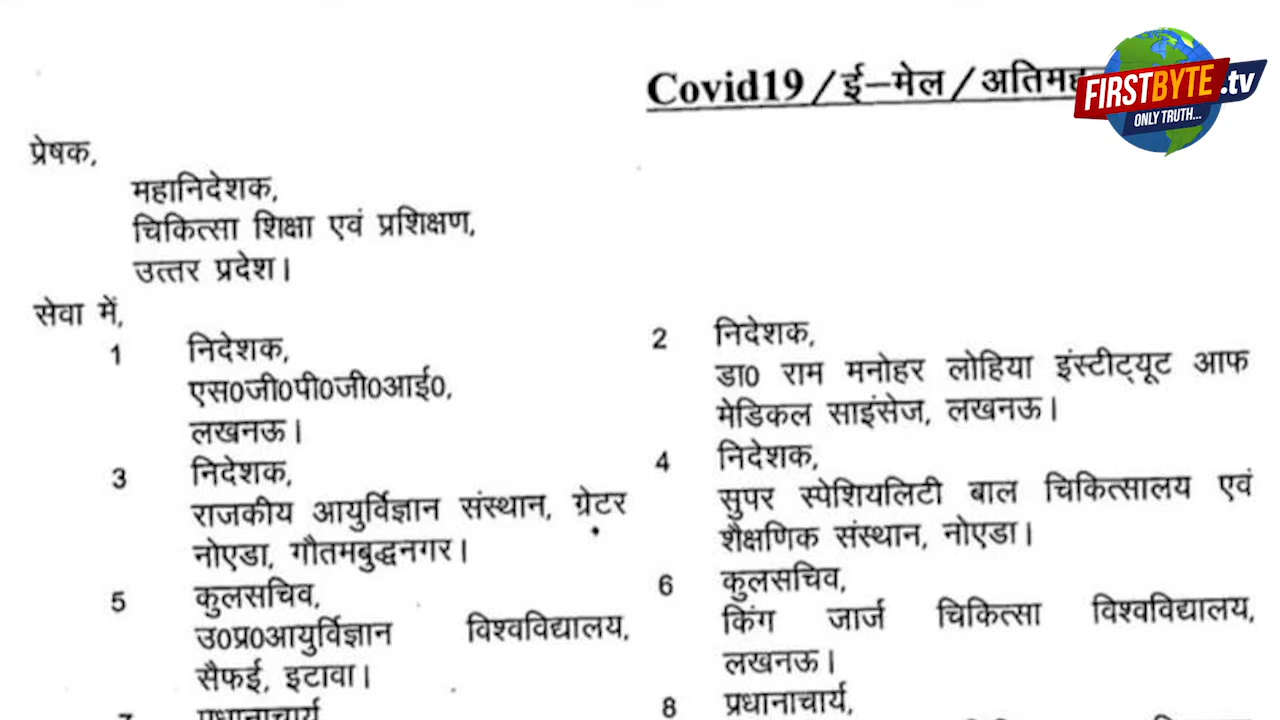 Covid19 / ई–मेल /
FIRSTBYTE.tv
ONLY TRUTH...
प्रेषक,
महानिदेशक,
चिकित्सा शिक्षा एवं प्रशिक्षण,
उत्तर प्रदेश।
सेवा में,
1 निदेशक,
एस0जी0पी0जी0आई0,
लखनऊ।
2 निदेशक,
डा0 राम मनोहर लोहिया इंस्टीट्यूट आफ
मेडिकल साइंसेज, लखनऊ।
3 निदेशक,
राजकीय आयुर्विज्ञान संस्थान, ग्रेटर
नोएडा, गौतमबुद्धनगर।
4 निदेशक,
सुपर स्पेशियलिटी बाल चिकित्सालय एवं
शैक्षणिक संस्थान, नोएडा।
5 कुलसचिव,
उ0प्र0आयुर्विज्ञान विश्वविद्यालय,
सैफई, इटावा।
6 कुलसचिव,
किंग जार्ज चिकित्सा विश्वविद्यालय,
लखनऊ।
7 प्रधानाचार्य
8 प्रधानाचार्य,